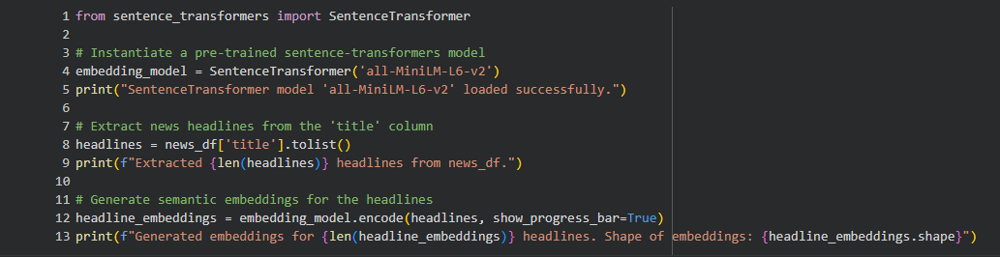 1 from sentence_transformers import SentenceTransformer
2
3 # Instantiate a pre-trained sentence-transformers model
4 embedding_model = SentenceTransformer('all-MiniLM-L6-v2')
5 print("SentenceTransformer model 'all-MiniLM-L6-v2' loaded successfully.")
6
7 # Extract news headlines from the 'title' column
8 headlines = news_df['title'].tolist()
9 print(f"Extracted {len(headlines)} headlines from news_df.")
10
11 # Generate semantic embeddings for the headlines
12 headline_embeddings = embedding_model.encode(headlines, show_progress_bar=True)
13 print(f"Generated embeddings for {len(headline_embeddings)} headlines. Shape of embeddings: {headline_embeddings.shape}")